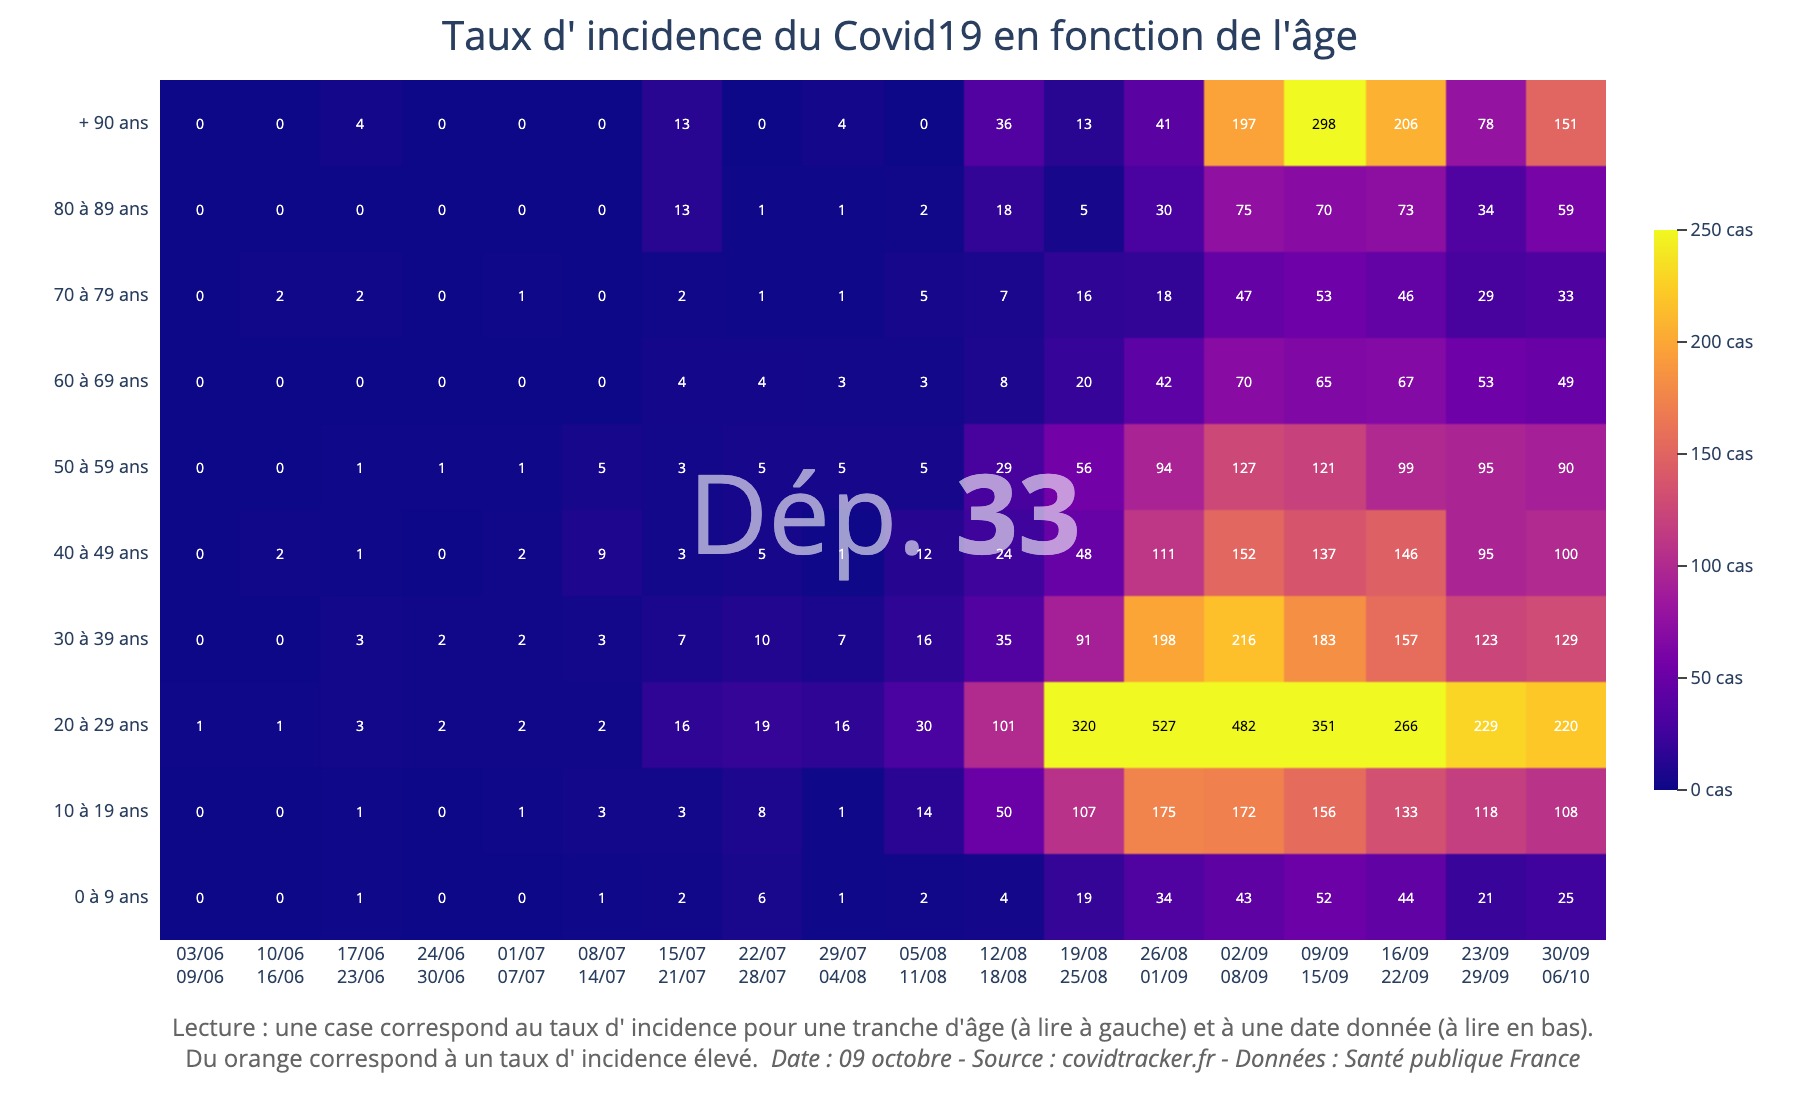 Taux d' incidence du Covid19 en fonction de l'âge
+ 90 ans 0 0 4 0 0 0 13 0 4 0 36 13 41 197 298 206 78 151
80 à 89 ans 0 0 0 0 0 0 13 1 1 2 18 5 30 75 70 73 34 59
70 à 79 ans 0 2 2 0 1 0 2 1 1 5 7 16 18 47 53 46 29 33
60 à 69 ans 0 0 0 0 0 0 4 4 3 3 8 20 42 70 65 67 53 49
50 à 59 ans 0 0 1 1 1 5 3 5 5 5 29 56 94 127 121 99 95 90
Dép. 33
40 à 49 ans 0 2 1 0 2 9 3 5 1 12 24 48 111 152 137 146 95 100
30 à 39 ans 0 0 3 2 2 3 7 10 7 16 35 91 198 216 183 157 123 129
20 à 29 ans 1 1 3 2 2 2 16 19 16 30 101 320 527 482 351 266 229 220
10 à 19 ans 0 0 1 0 1 3 3 8 1 14 50 107 175 172 156 133 118 108
0 à 9 ans 0 0 1 0 0 1 2 6 1 2 4 19 34 43 52 44 21 25
03/06 10/06 17/06 24/06 01/07 08/07 15/07 22/07 29/07 05/08 12/08 19/08 26/08 02/09 09/09 16/09 23/09 30/09
09/06 16/06 23/06 30/06 07/07 14/07 21/07 28/07 04/08 11/08 18/08 25/08 01/09 08/09 15/09 22/09 29/09 06/10
250 cas
200 cas
150 cas
100 cas
50 cas
0 cas
Lecture : une case correspond au taux d' incidence pour une tranche d'âge (à lire à gauche) et à une date donnée (à lire en bas).
Du orange correspond à un taux d' incidence élevé. Date : 09 octobre - Source : covidtracker.fr - Données : Santé publique France